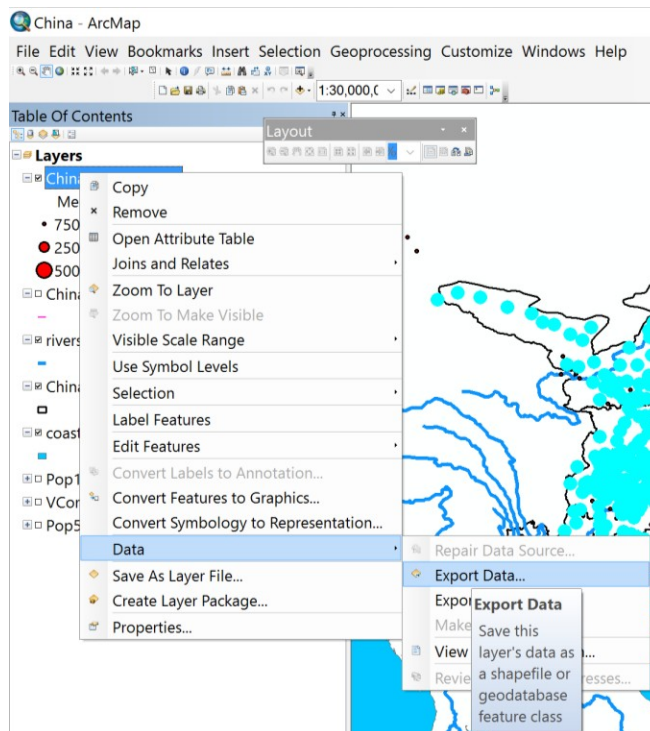 China - ArcMap
File Edit View Bookmarks Insert Selection Geoprocessing Customize Windows Help
1:30,000,(
Table Of Contents
Layout
Layers
China
Me
750
250
500
China
rivers
China
coast
Pop1
VCor
Pop5
Copy
Remove
Open Attribute Table
Joins and Relates
Zoom To Layer
Zoom To Make Visible
Visible Scale Range
Use Symbol Levels
Selection
Label Features
Edit Features
Convert Labels to Annotation...
Convert Features to Graphics...
Convert Symbology to Representation...
Data
Save As Layer File...
Create Layer Package...
Properties...
Repair Data Source...
Export Data...
Expor
Make
View
...
Revie
esses...
Export Data
Save this
layer's data as
a shapefile or
geodatabase
feature class